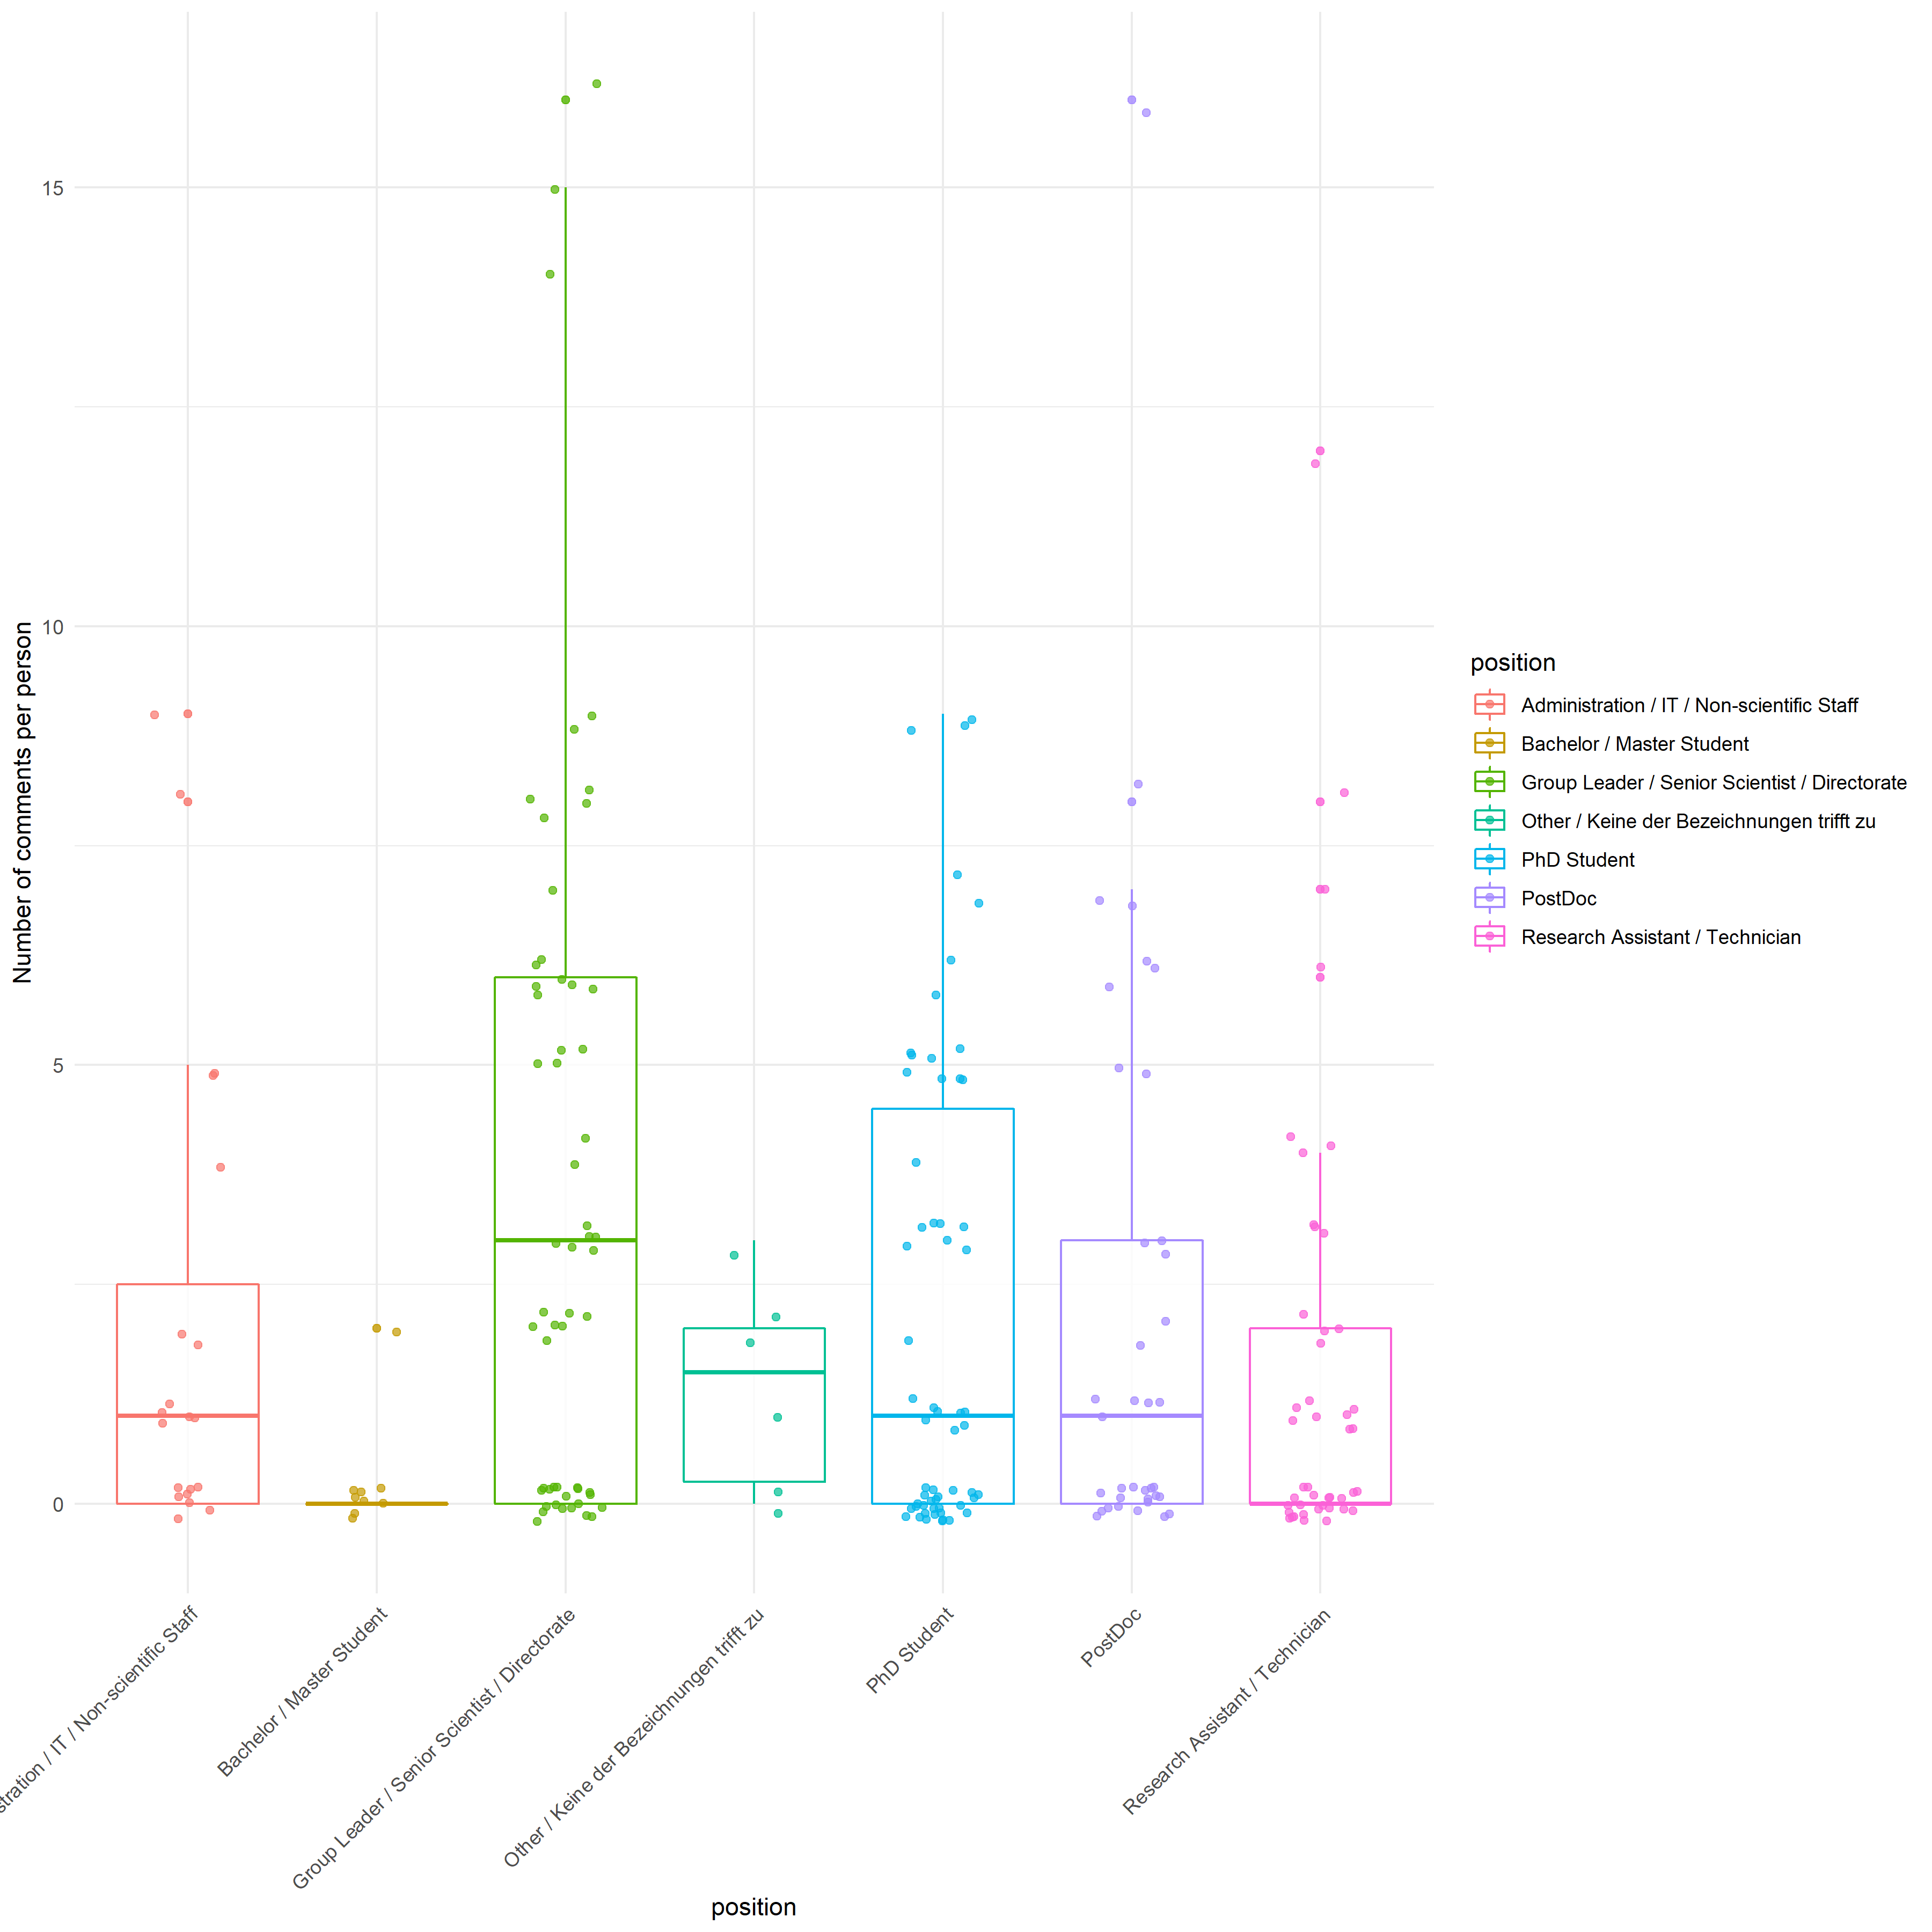 Number of comments per person
15
10
5
0
stration / IT / Non-scientific Staff
Bachelor / Master Student
Group Leader / Senior Scientist / Directorate
Other / Keine der Bezeichnungen trifft zu
PhD Student
PostDoc
Research Assistant / Technician
position
position
Administration / IT / Non-scientific Staff
Bachelor / Master Student
Group Leader / Senior Scientist / Directorate
Other / Keine der Bezeichnungen trifft zu
PhD Student
PostDoc
Research Assistant / Technician